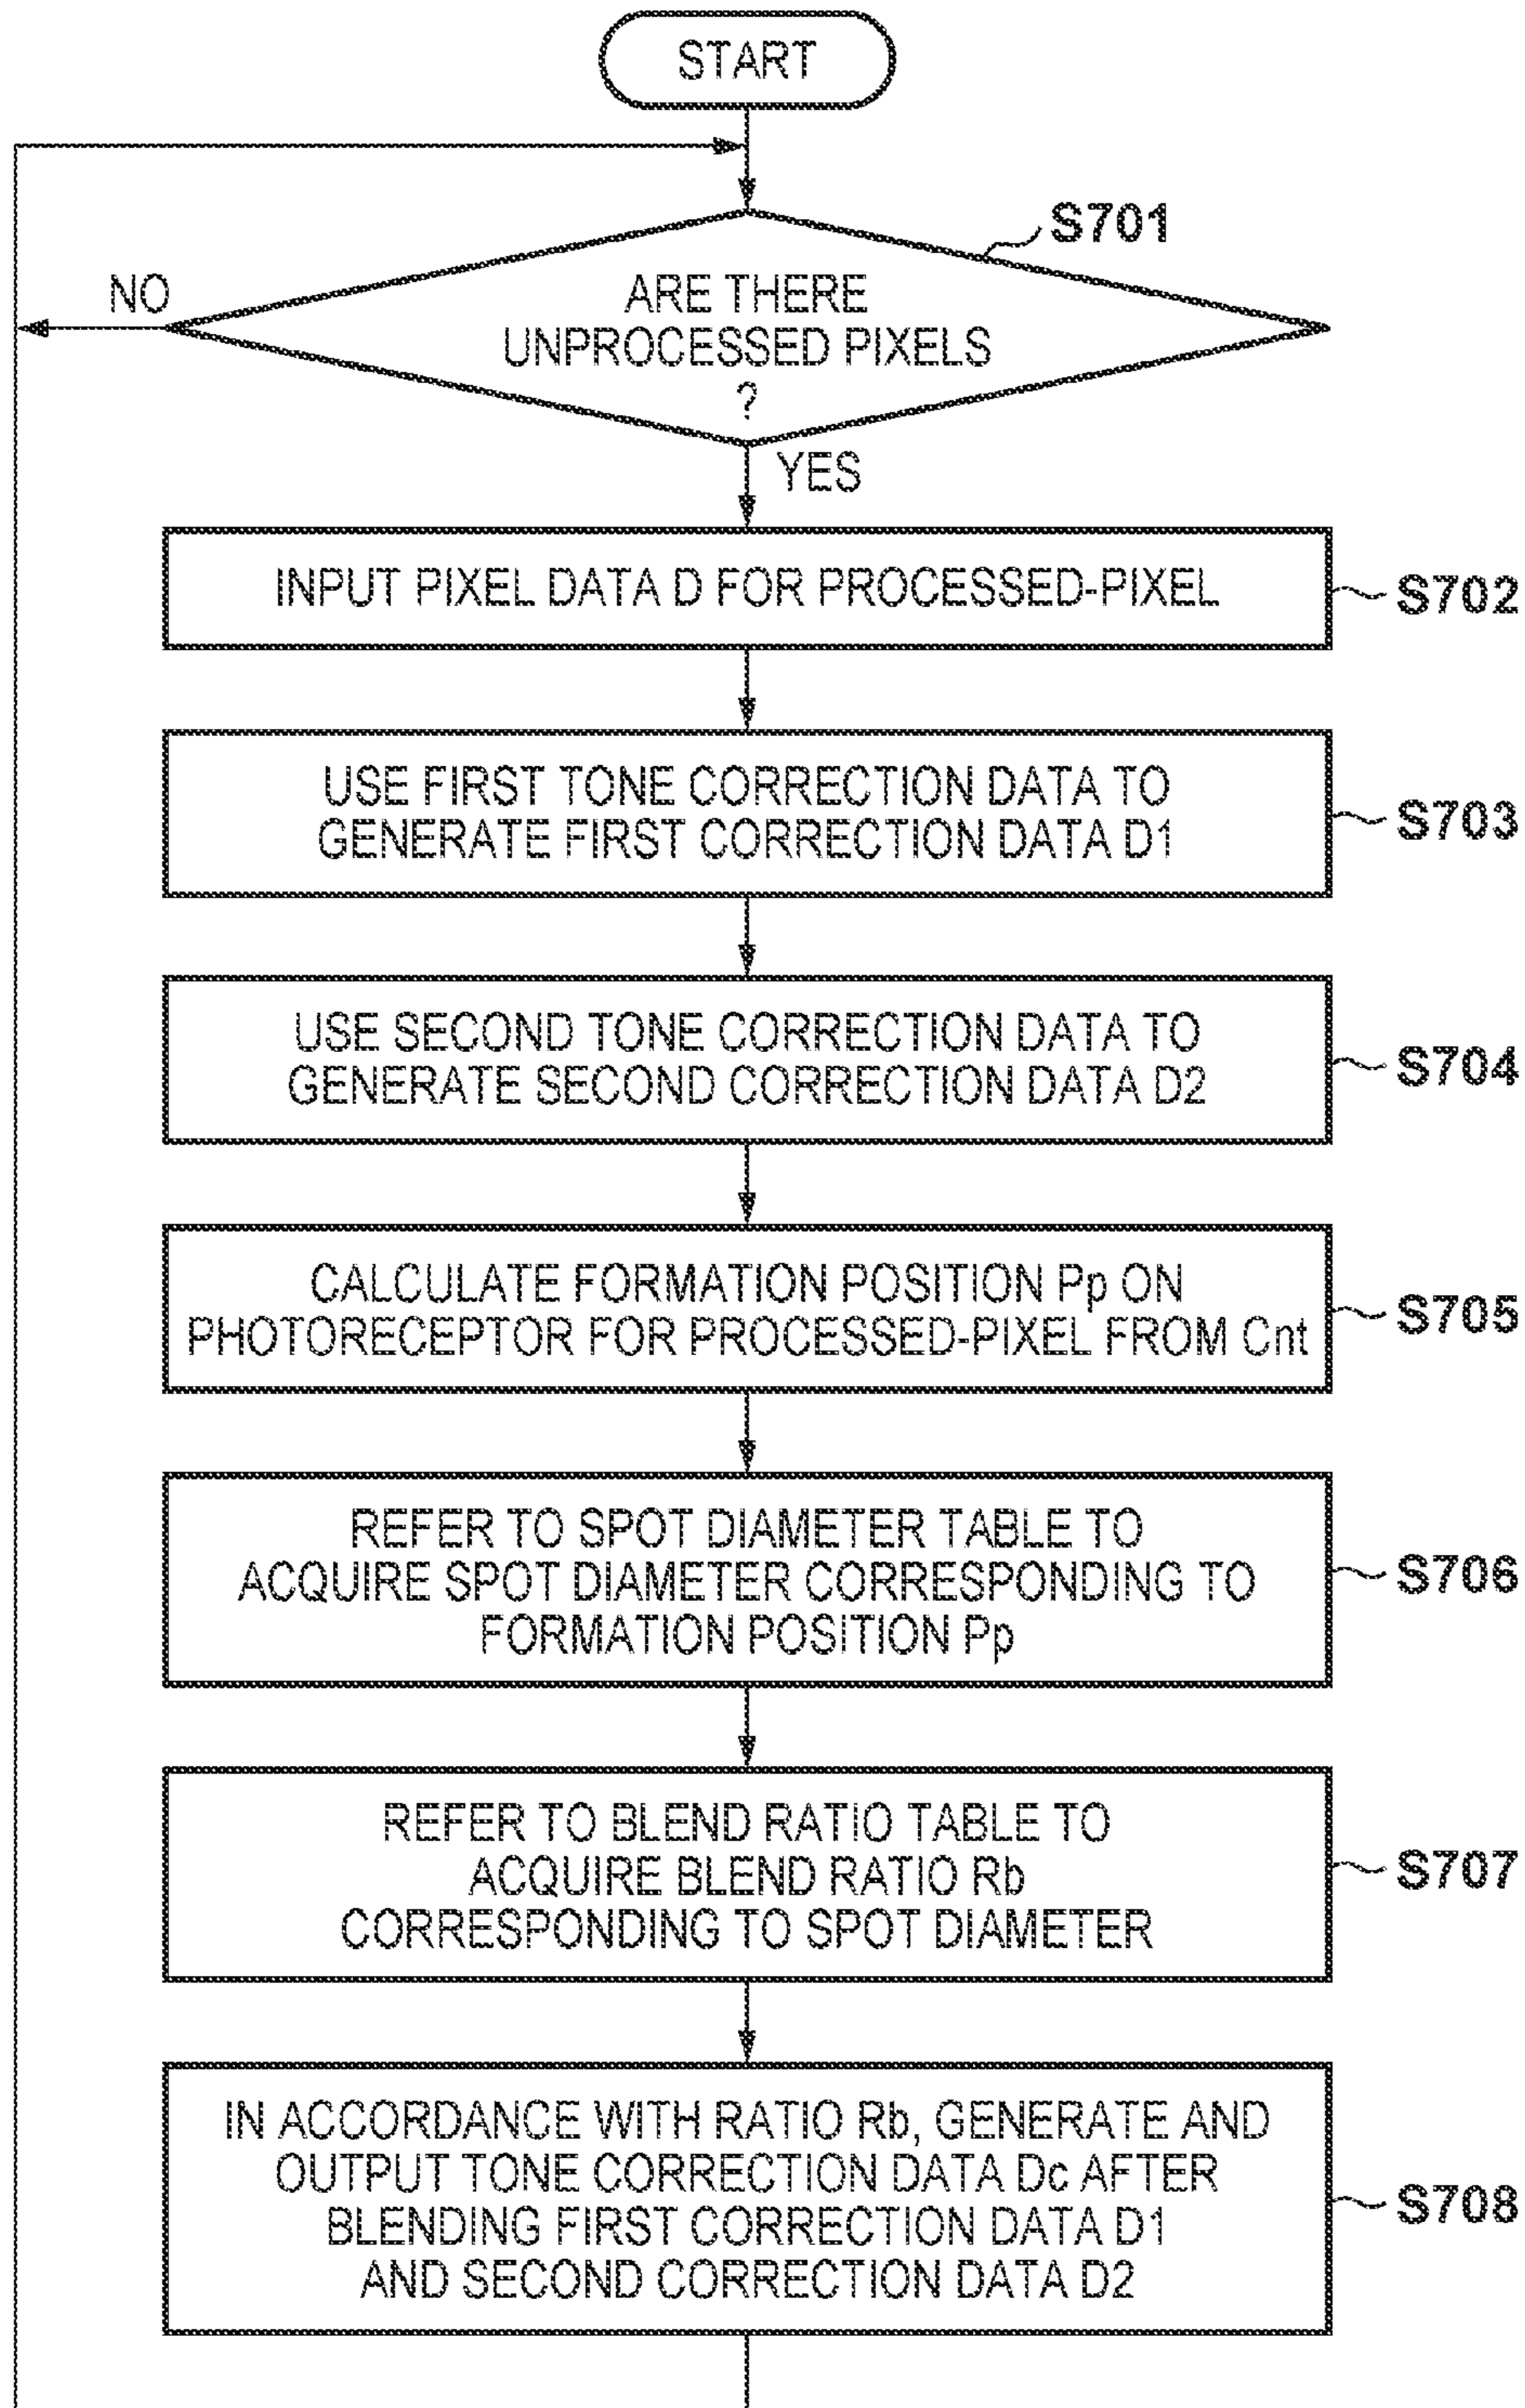 START
S701
NO
ARE THERE
UNPROCESSED PIXELS
?
YES
INPUT PIXEL DATA D FOR PROCESSED-PIXEL
S702
USE FIRST TONE CORRECTION DATA TO
GENERATE FIRST CORRECTION DATA D1
S703
USE SECOND TONE CORRECTION DATA TO
GENERATE SECOND CORRECTION DATA D2
S704
CALCULATE FORMATION POSITION Pp ON
PHOTORECEPTOR FOR PROCESSED-PIXEL FROM Cnt
S705
REFER TO SPOT DIAMETER TABLE TO
ACQUIRE SPOT DIAMETER CORRESPONDING TO
FORMATION POSITION Pp
S706
REFER TO BLEND RATIO TABLE TO
ACQUIRE BLEND RATIO Rb
CORRESPONDING TO SPOT DIAMETER
S707
IN ACCORDANCE WITH RATIO Rb, GENERATE AND
OUTPUT TONE CORRECTION DATA Dc AFTER
BLENDING FIRST CORRECTION DATA D1
AND SECOND CORRECTION DATA D2
S708